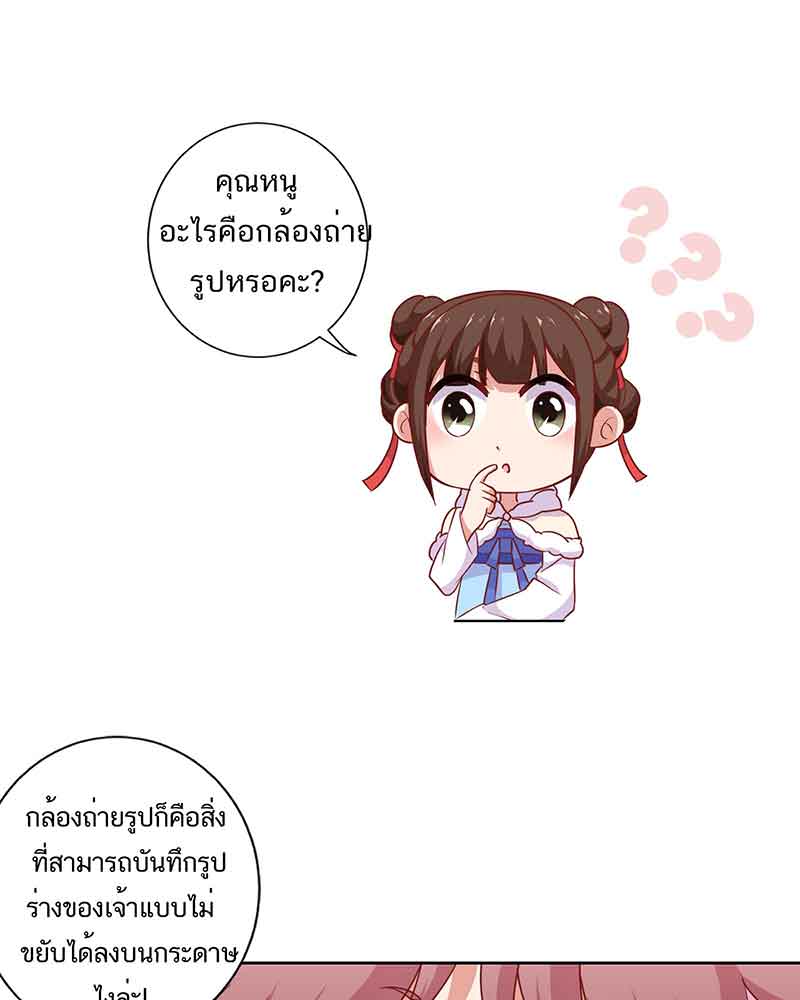 คุณหนู
อะไรคือกล้องถ่าย
รูปหรอคะ?
???
กล้องถ่ายรูปก็คือสิ่ง
ที่สามารถบันทึกรูป
ร่างของเจ้าแบบไม่
ขยับได้ลงบนกระดาษ
ไงล่ะ!